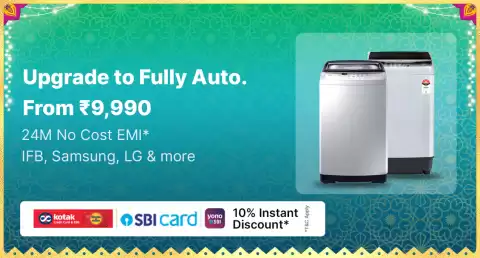 Upgrade to Fully Auto.
From ₹9,990
24M No Cost EMI*
IFB, Samsung, LG & more
kotak
SBI card
yono
SBI
10% Instant
Discount*
*T&C Apply